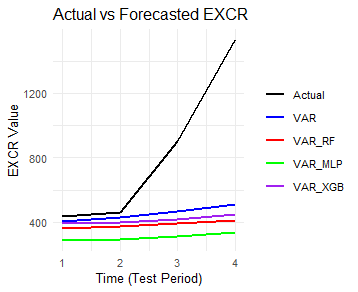 Actual vs Forecasted EXCR
EXCR Value
1200
800
400
1 2 3 4
Time (Test Period)
Actual
VAR
VAR_RF
VAR_MLP
VAR_XGB